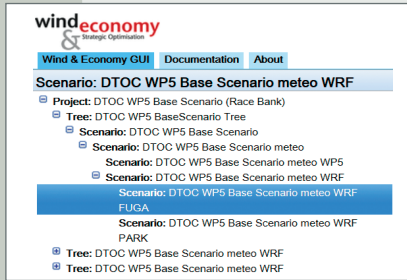 windeconomy
& Strategic Optimisation
Wind & Economy GUI Documentation About
Scenario: DTOC WP5 Base Scenario meteo WRF
Project: DTOC WP5 Base Scenario (Race Bank)
Tree: DTOC WP5 BaseScenario Tree
Scenario: DTOC WP5 Base Scenario
Scenario: DTOC WP5 Base Scenario meteo
Scenario: DTOC WP5 Base Scenario meteo WP5
Scenario: DTOC WP5 Base Scenario meteo WRF
Scenario: DTOC WP5 Base Scenario meteo WRF
FUGA
Scenario: DTOC WP5 Base Scenario meteo WRF
PARK
Tree: DTOC WP5 Base Scenario meteo WRF
Tree: DTOC WP5 Base Scenario meteo WRF